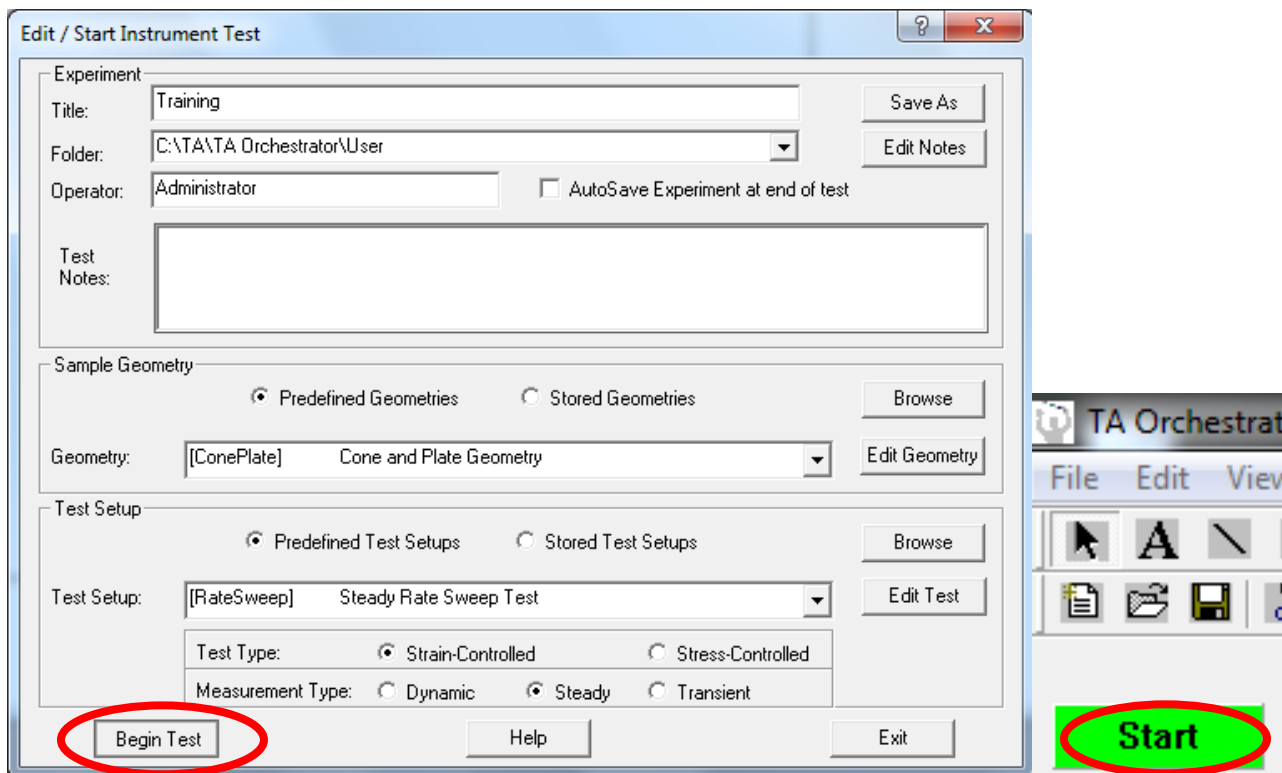 Edit / Start Instrument Test
Experiment
Title: Training Save As
Folder: C:\TA\TA Orchestrator\User Edit Notes
Operator: Administrator AutoSave Experiment at end of test
Test
Notes:
Sample Geometry
Predefined Geometries Stored Geometries Browse
Geometry: [ConePlate] Cone and Plate Geometry Edit Geometry
Test Setup
Predefined Test Setups Stored Test Setups Browse
Test Setup: [RateSweep] Steady Rate Sweep Test Edit Test
Test Type: Strain-Controlled Stress-Controlled
Measurement Type: Dynamic Steady Transient
Begin Test Help Exit
TA Orchestrat
File Edit View
A
Start